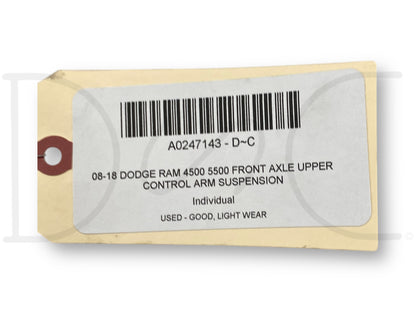 A0247143 - D~C
08-18 DODGE RAM 4500 5500 FRONT AXLE UPPER
CONTROL ARM SUSPENSION
Individual
USED - GOOD, LIGHT WEAR